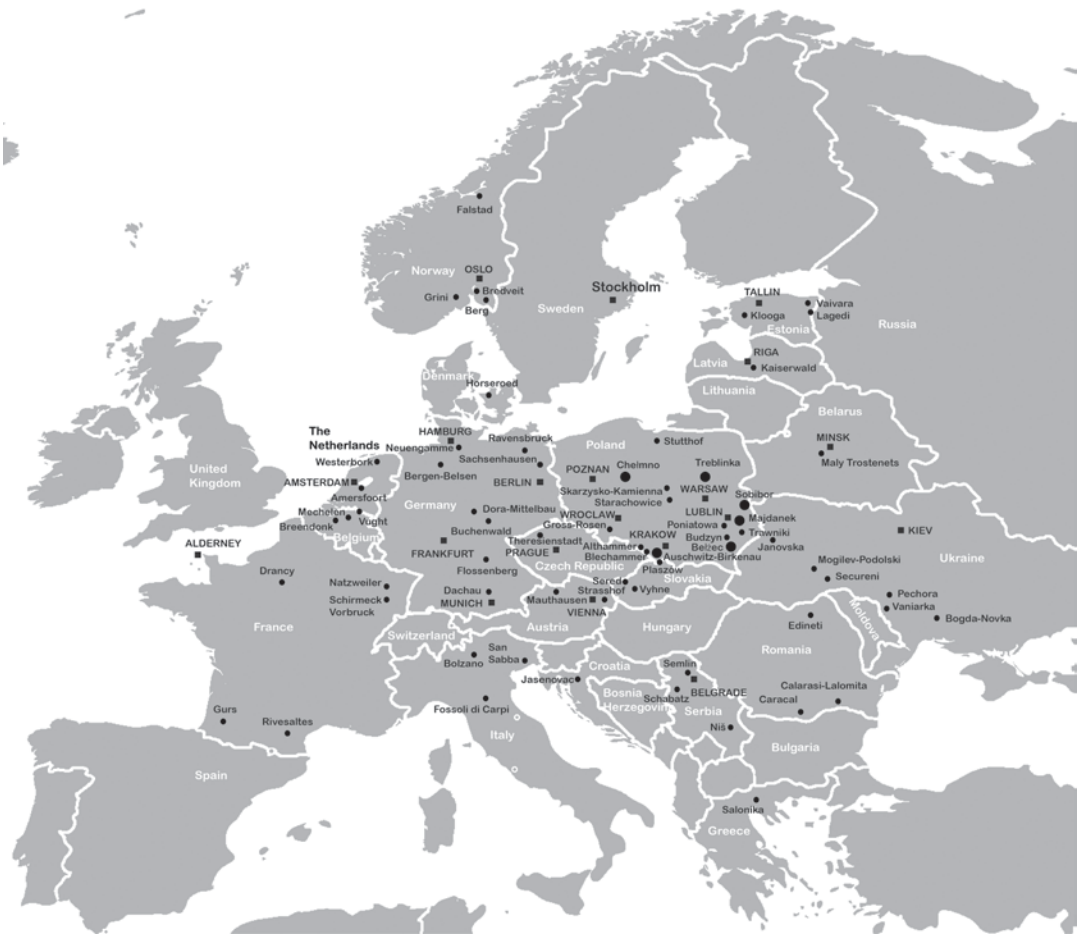 Falstad
Norway
OSLO
Bredveit
Grini
Berg
Sweden
Stockholm
TALLIN
Vaivara
Klooga
Lagedi
Estonia
Russia
RIGA
Latvia
Kaiserwald
Lithuania
Denmark
Horseroed
Belarus
MINSK
Maly Trostenets
The
Netherlands
HAMBURG
Neuengamme
Ravensbruck
Poland
Stutthof
Westerbork
Sachsenhausen
Bergen-Belsen
POZNAN
Chelmno
Treblinka
United
Kingdom
AMSTERDAM
Amersfoort
BERLIN
Skarzysko-Kamienna
WARSAW
Starachowice
Sobibor
Germany
Dora-Mittelbau
Mechelen
Breendonk
Vught
Belgium
Buchenwald
WROCLAW
Gross-Rosen
LUBLIN
Majdanek
Poniatowa
Trawniki
KIEV
ALDERNEY
FRANKFURT
Theresienstadt
PRAGUE
KRAKOW
Budzyn
Janovska
Althammer
Belżec
Blechammer
Auschwitz-Birkenau
Ukraine
Drancy
Flossenberg
Czech Republic
Plaszow
Mogilev-Podolski
Natzweiler
Sered
Slovakia
Secureni
Dachau
Strasshof
Vyhne
Schirmeck
Vorbruck
MUNICH
Mauthausen
VIENNA
Pechora
Vaniarka
Bogda-Novka
France
Switzerland
Austria
Hungary
Edineti
Moldova
San
Sabba
Bolzano
Croatia
Semlin
Romania
Jasenovac
BELGRADE
Calarasi-Lalomita
Bosnia
Herzegovin
Schabatz
Caracal
Fossoli di Carpi
Serbia
Gurs
Rivesaltes
Italy
Niš
Bulgaria
Spain
Salonika
Greece